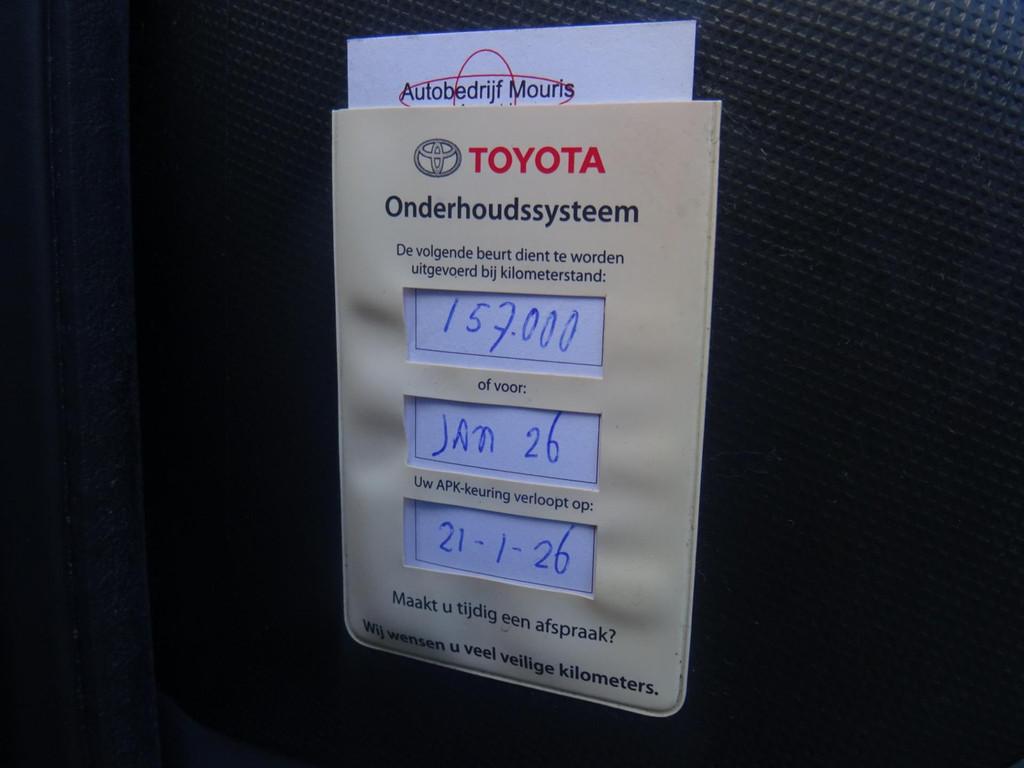 Autobedrijf Mouris
TOYOTA
Onderhoudssysteem
De volgende beurt dient te worden
uitgevoerd bij kilometerstand:
157.000
of voor:
JAN 26
Uw APK-keuring verloopt op:
21-1-26
Maakt u tijdig een afspraak?
Wij wensen u veel veilige kilometers.